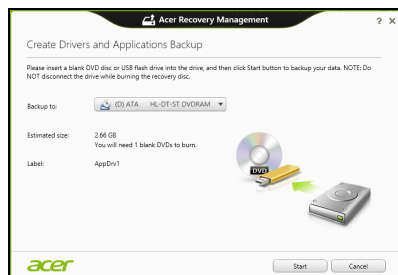 Acer Recovery Management
? X
Create Drivers and Applications Backup
Please insert a blank DVD disc or USB flash drive into the drive, and then click Start button to backup your data. NOTE: Do
NOT disconnect the drive while burning the recovery disc.
Backup to:
(D) ATA HL-DT-ST DVDRAM
Estimated size:
2.66 GB
You will need 1 blank DVDs to burn.
Label:
AppDrv1
DVD
acer
Start
Cancel